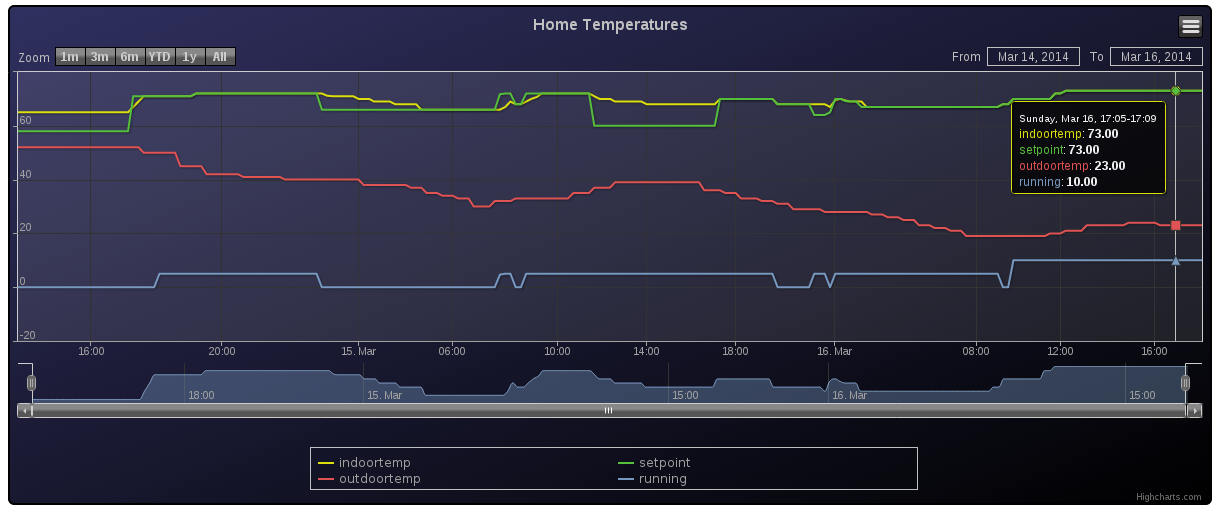 Home Temperatures
Zoom 1m 3m 6m YTD 1y All From Mar 14, 2014 To Mar 16, 2014
60
40
20
0
-20
Sunday, Mar 16, 17:05-17:09
indoortemp: 73.00
setpoint: 73.00
outdoortemp: 23.00
running: 10.00
16:00 20:00 15. Mar 06:00 10:00 14:00 18:00 16. Mar 08:00 12:00 16:00
18:00 15. Mar 15:00 16. Mar 15:00
indoortemp setpoint
outdoortemp running
Highcharts.com